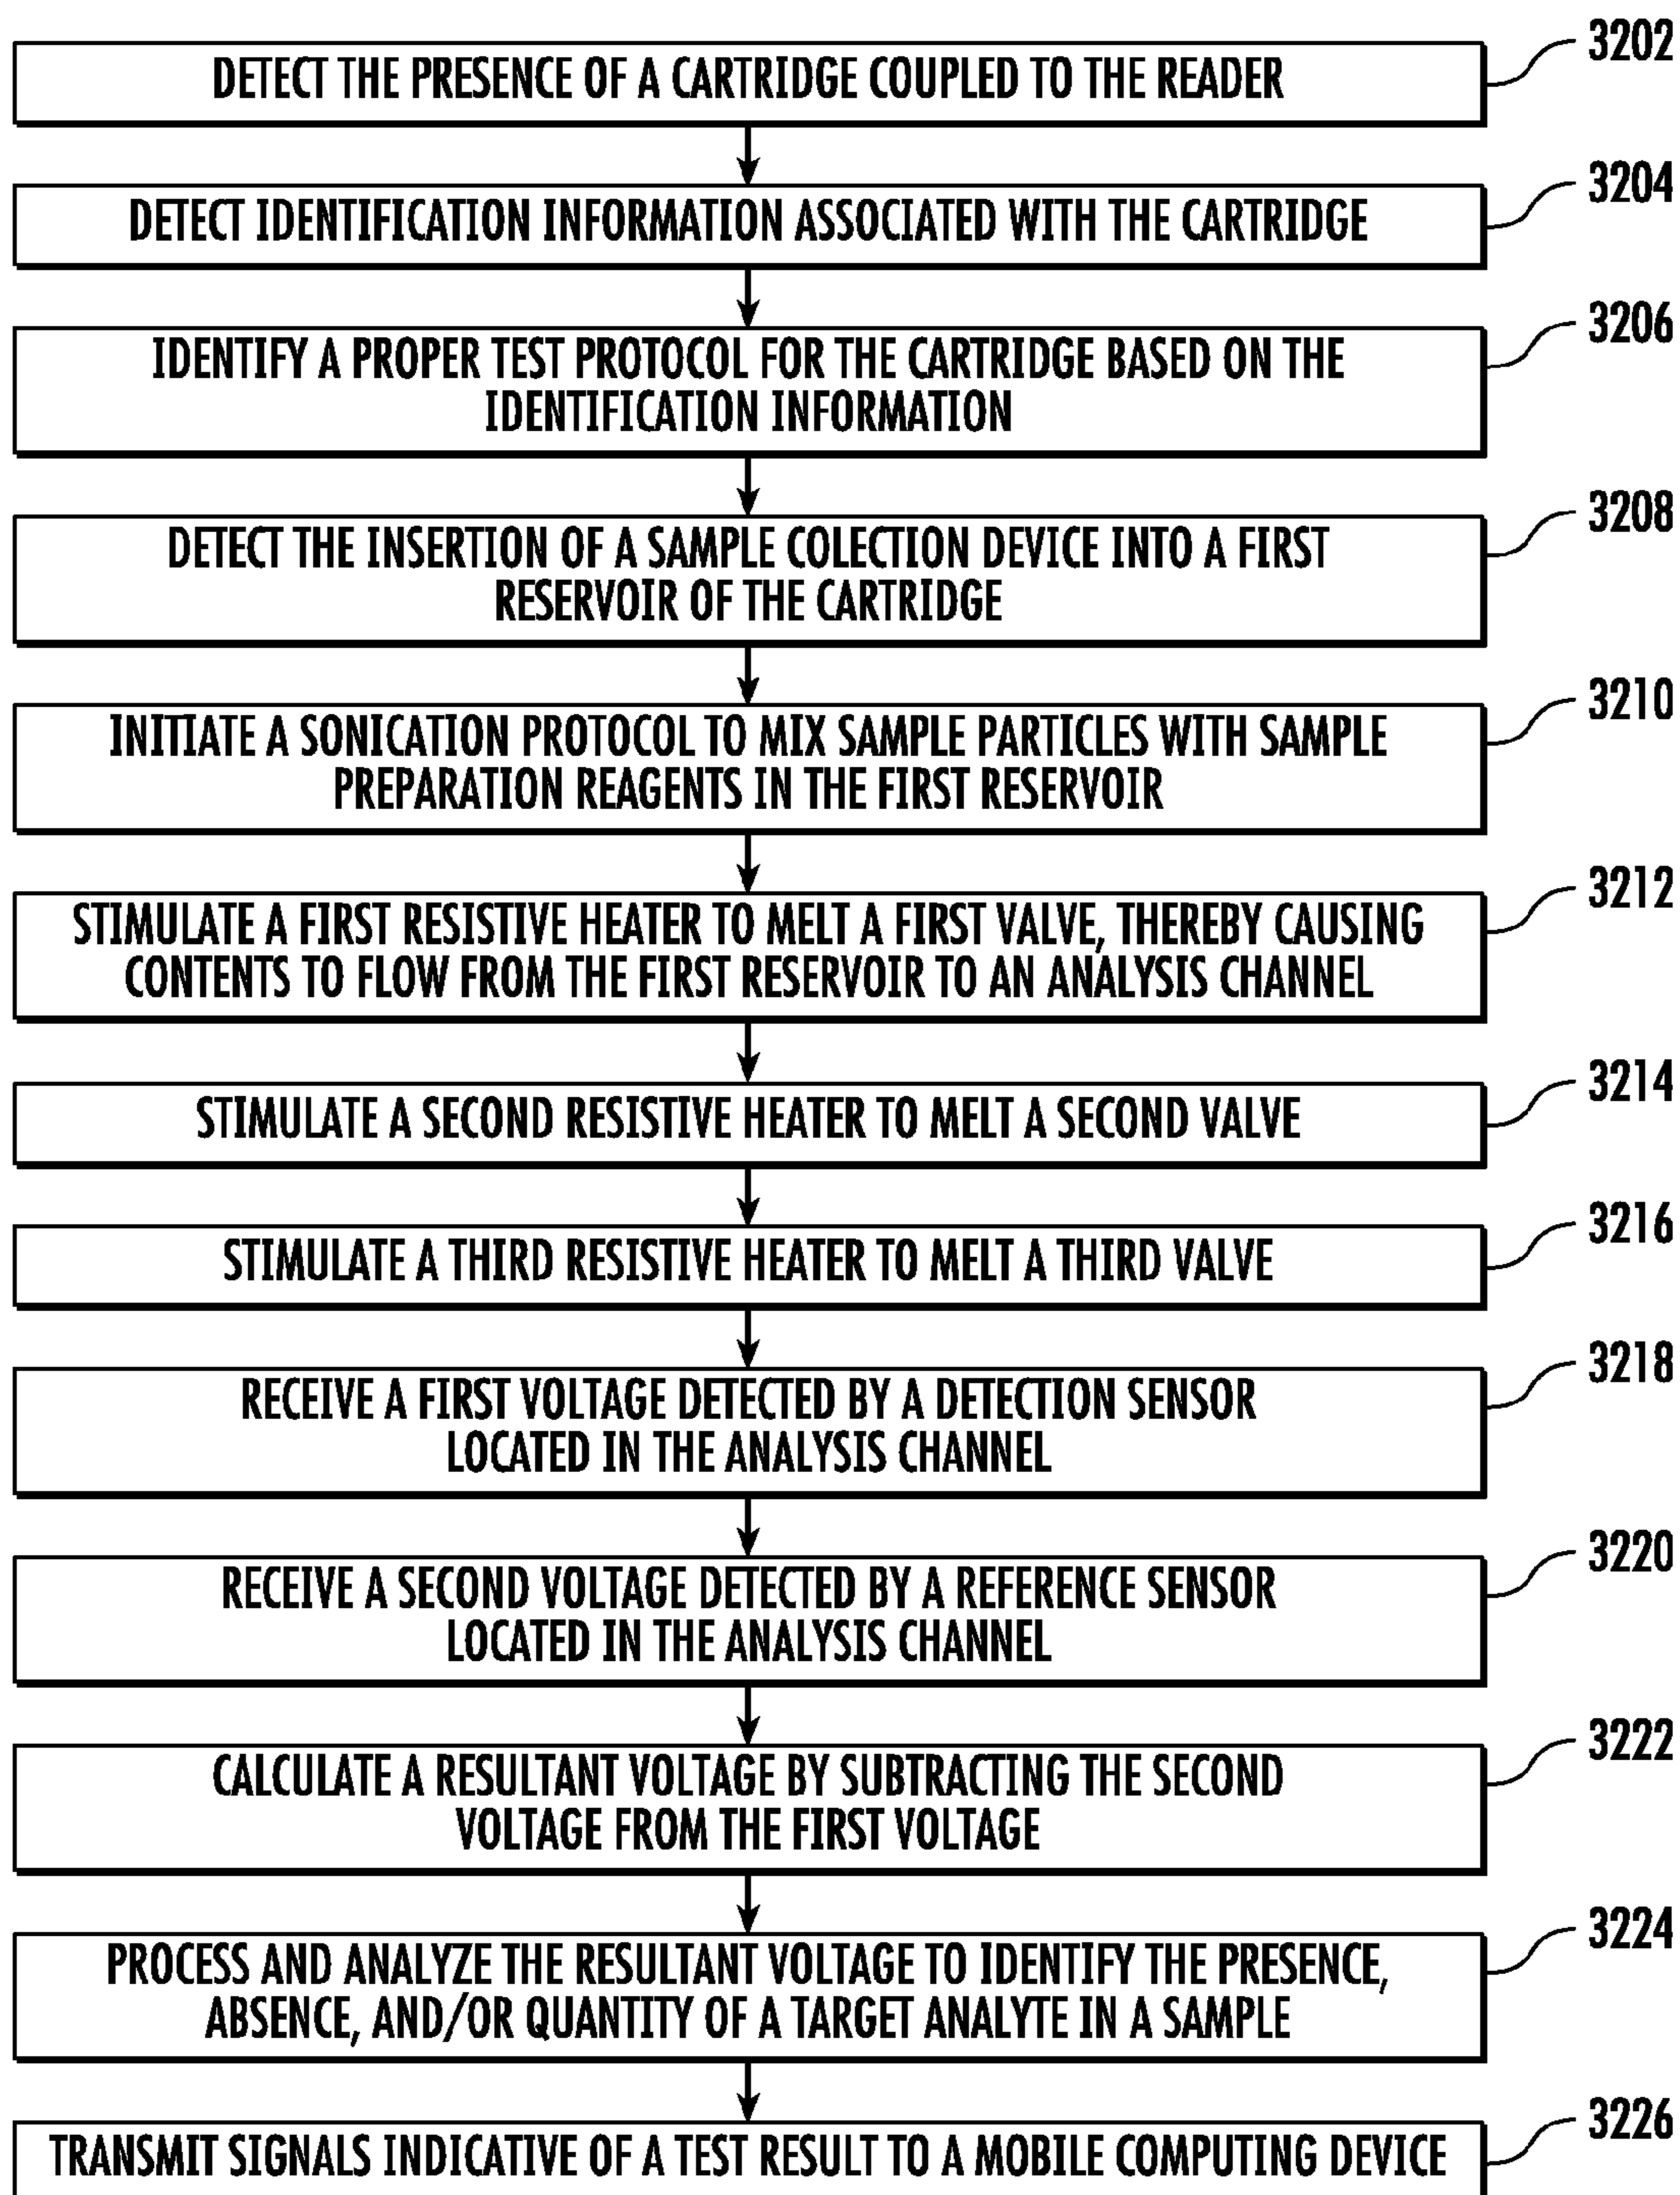 3202
DETECT THE PRESENCE OF A CARTRIDGE COUPLED TO THE READER
3204
DETECT IDENTIFICATION INFORMATION ASSOCIATED WITH THE CARTRIDGE
3206
IDENTIFY A PROPER TEST PROTOCOL FOR THE CARTRIDGE BASED ON THE
IDENTIFICATION INFORMATION
3208
DETECT THE INSERTION OF A SAMPLE COLECTION DEVICE INTO A FIRST
RESERVOIR OF THE CARTRIDGE
3210
INITIATE A SONICATION PROTOCOL TO MIX SAMPLE PARTICLES WITH SAMPLE
PREPARATION REAGENTS IN THE FIRST RESERVOIR
3212
STIMULATE A FIRST RESISTIVE HEATER TO MELT A FIRST VALVE, THEREBY CAUSING
CONTENTS TO FLOW FROM THE FIRST RESERVOIR TO AN ANALYSIS CHANNEL
3214
STIMULATE A SECOND RESISTIVE HEATER TO MELT A SECOND VALVE
3216
STIMULATE A THIRD RESISTIVE HEATER TO MELT A THIRD VALVE
3218
RECEIVE A FIRST VOLTAGE DETECTED BY A DETECTION SENSOR
LOCATED IN THE ANALYSIS CHANNEL
3220
RECEIVE A SECOND VOLTAGE DETECTED BY A REFERENCE SENSOR
LOCATED IN THE ANALYSIS CHANNEL
3222
CALCULATE A RESULTANT VOLTAGE BY SUBTRACTING THE SECOND
VOLTAGE FROM THE FIRST VOLTAGE
3224
PROCESS AND ANALYZE THE RESULTANT VOLTAGE TO IDENTIFY THE PRESENCE,
ABSENCE, AND/OR QUANTITY OF A TARGET ANALYTE IN A SAMPLE
3226
TRANSMIT SIGNALS INDICATIVE OF A TEST RESULT TO A MOBILE COMPUTING DEVICE